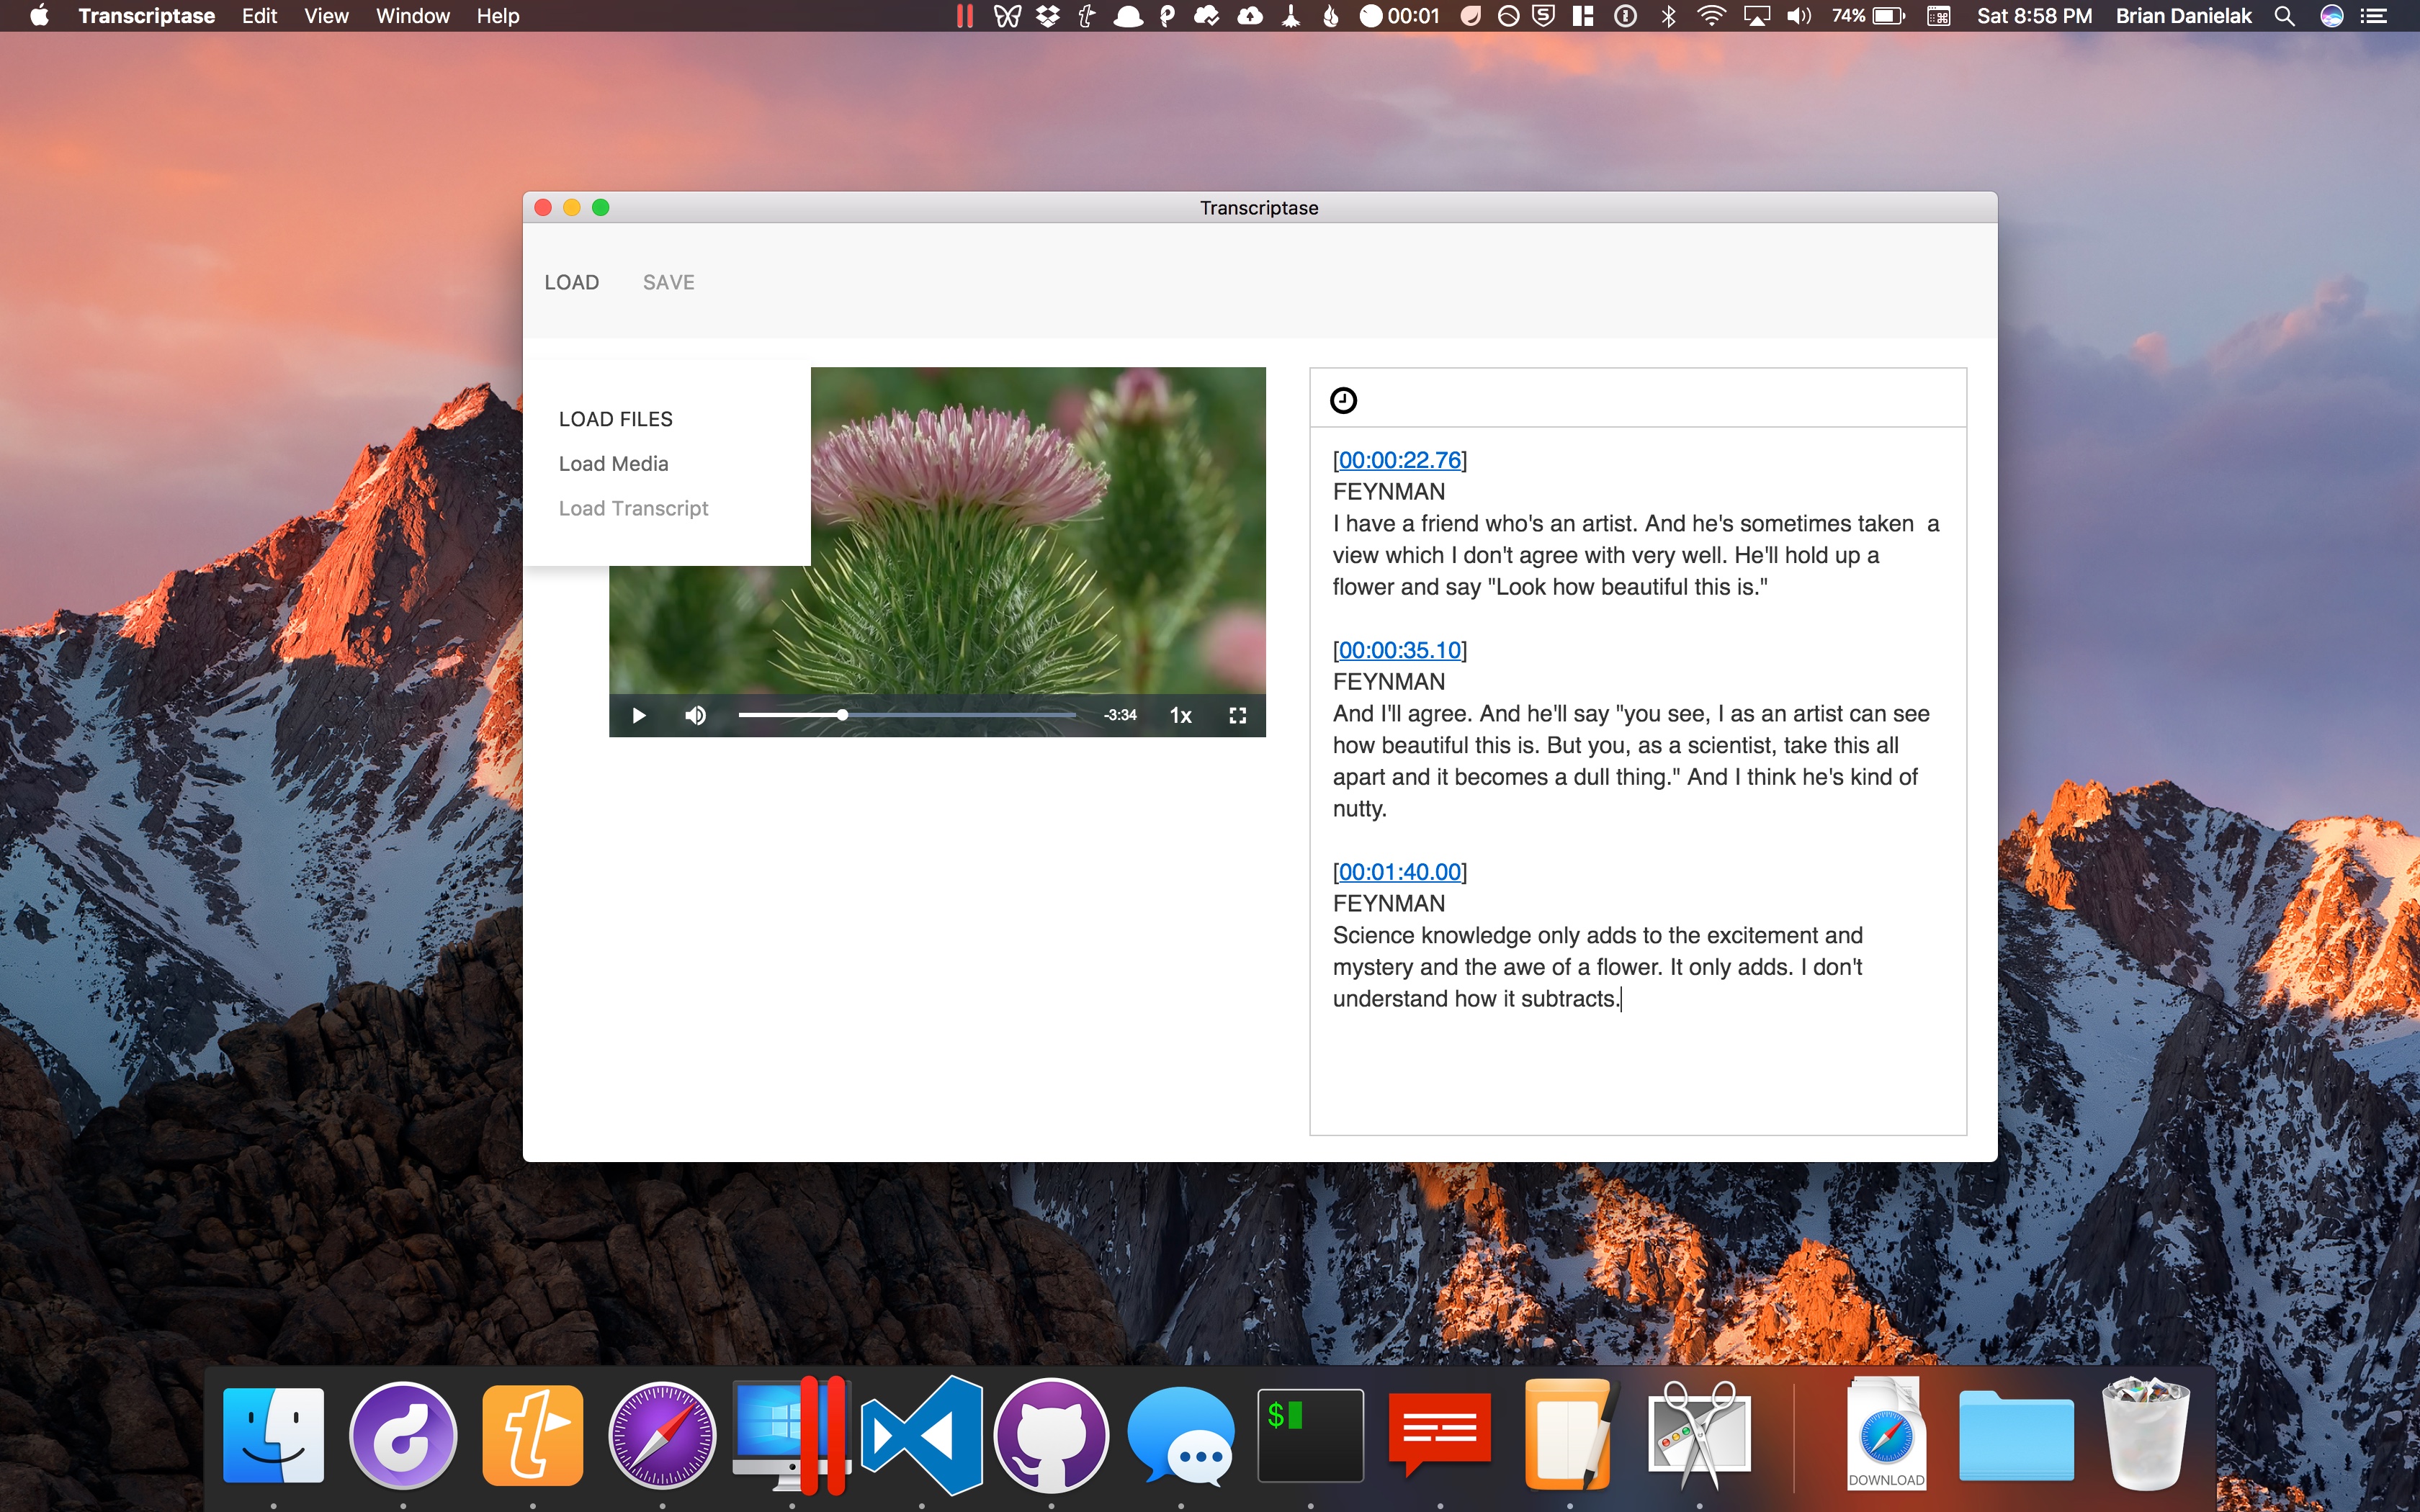 Transcriptase Edit View Window Help 00:01 74% Sat 8:58 PM Brian Danielak
Transcriptase
LOAD SAVE
LOAD FILES
Load Media
Load Transcript
-3:34 1x
[00:00:22.76]
FEYNMAN
I have a friend who's an artist. And he's sometimes taken  a
view which I don't agree with very well. He'll hold up a
flower and say "Look how beautiful this is."
[00:00:35.10]
FEYNMAN
And I'll agree. And he'll say "you see, I as an artist can see
how beautiful this is. But you, as a scientist, take this all
apart and it becomes a dull thing." And I think he's kind of
nutty.
[00:01:40.00]
FEYNMAN
Science knowledge only adds to the excitement and
mystery and the awe of a flower. It only adds. I don't
understand how it subtracts.
$
DOWNLOAD